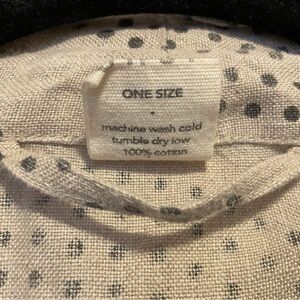 ONE SIZE
machine wash cold
tumble dry low
100% cotton